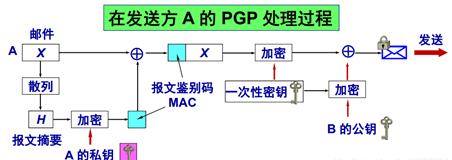 在发送方 A 的 PGP 处理过程
邮件
A
X
散列
H
报文摘要
加密
A 的私钥
报文鉴别码
MAC
X
加密
一次性密钥
加密
B 的公钥
发送